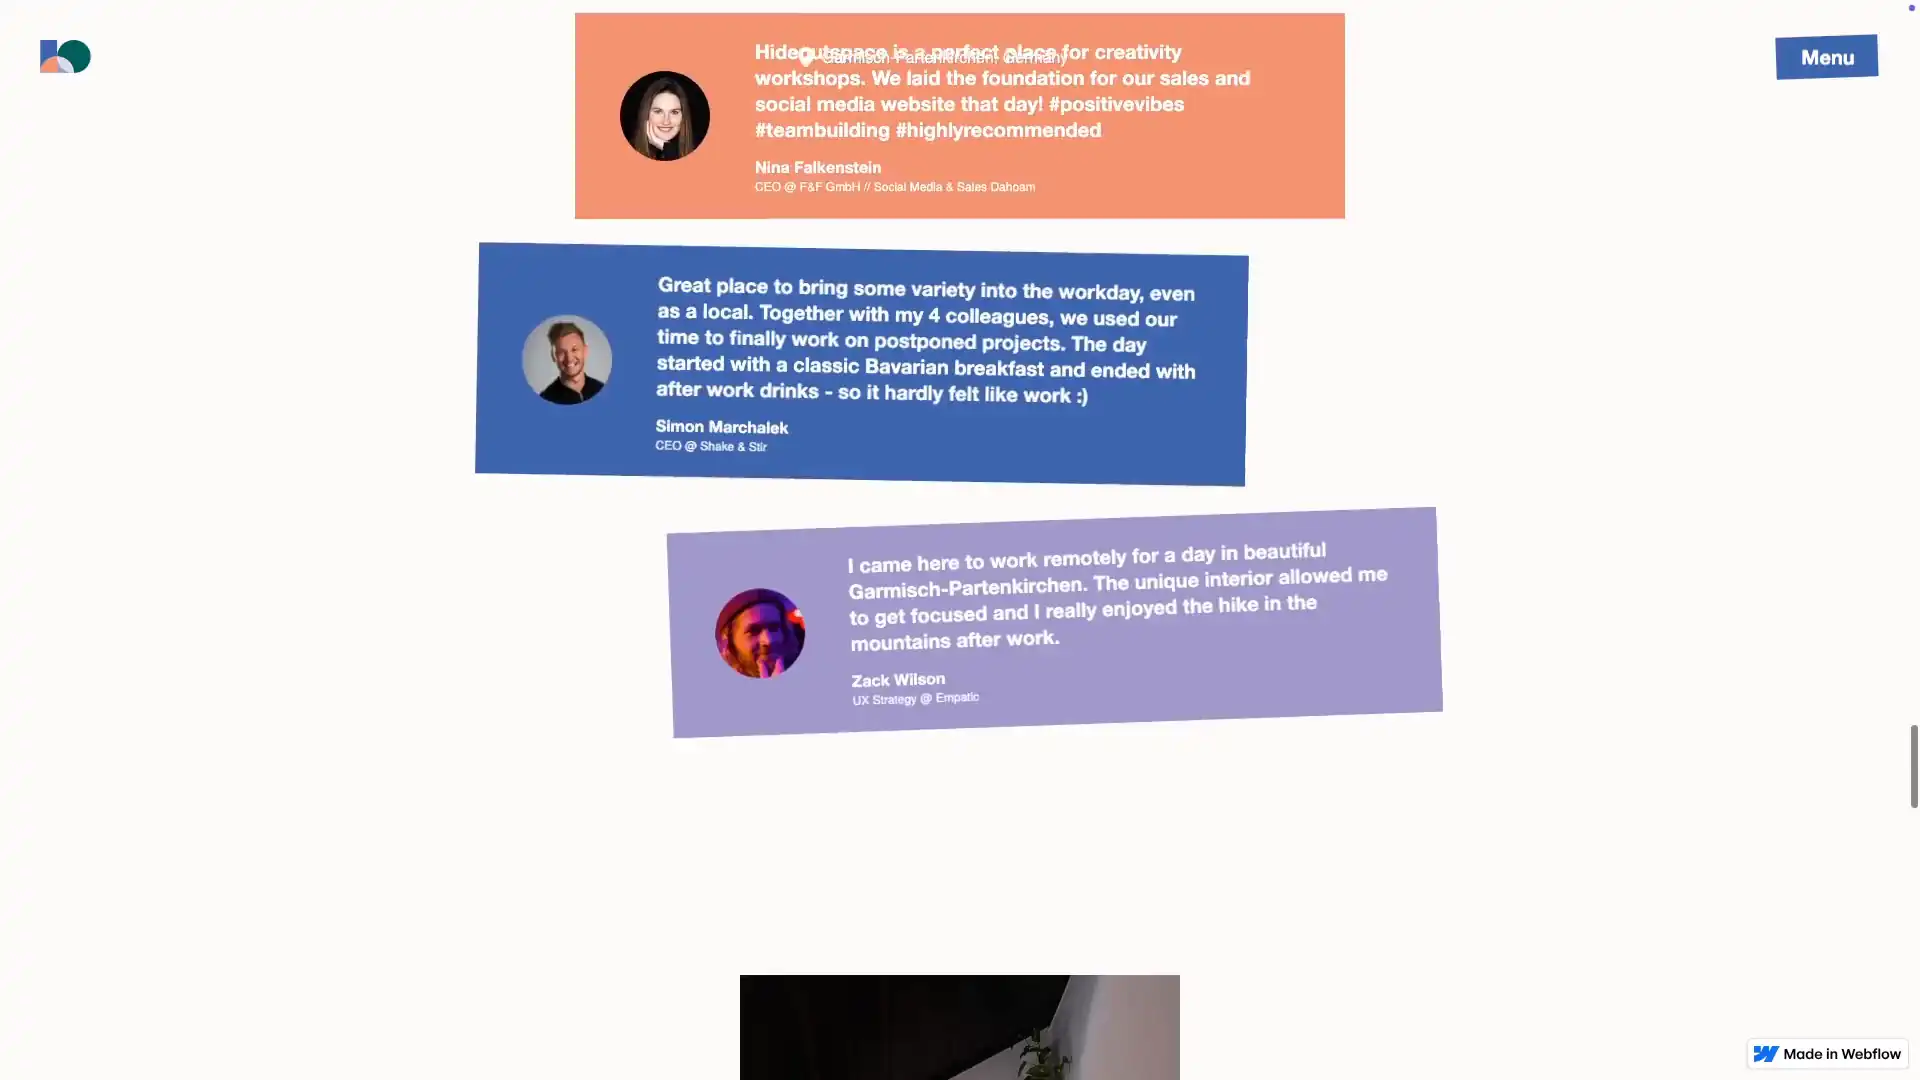 Hideoutspace is a perfect place for creativity
workshops. We laid the foundation for our sales and
social media website that day! #positivevibes
#teambuilding #highlyrecommended
Nina Falkenstein
CEO @ F&F GmbH // Social Media & Sales Dahoam
Garmisch-Partenkirchen, Germany
Menu
Great place to bring some variety into the workday, even
as a local. Together with my 4 colleagues, we used our
time to finally work on postponed projects. The day
started with a classic Bavarian breakfast and ended with
after work drinks - so it hardly felt like work :)
Simon Marchalek
CEO @ Shake & Stir
I came here to work remotely for a day in beautiful
Garmisch-Partenkirchen. The unique interior allowed me
to get focused and I really enjoyed the hike in the
mountains after work.
Zack Wilson
UX Strategy @ Empatic
Made in Webflow